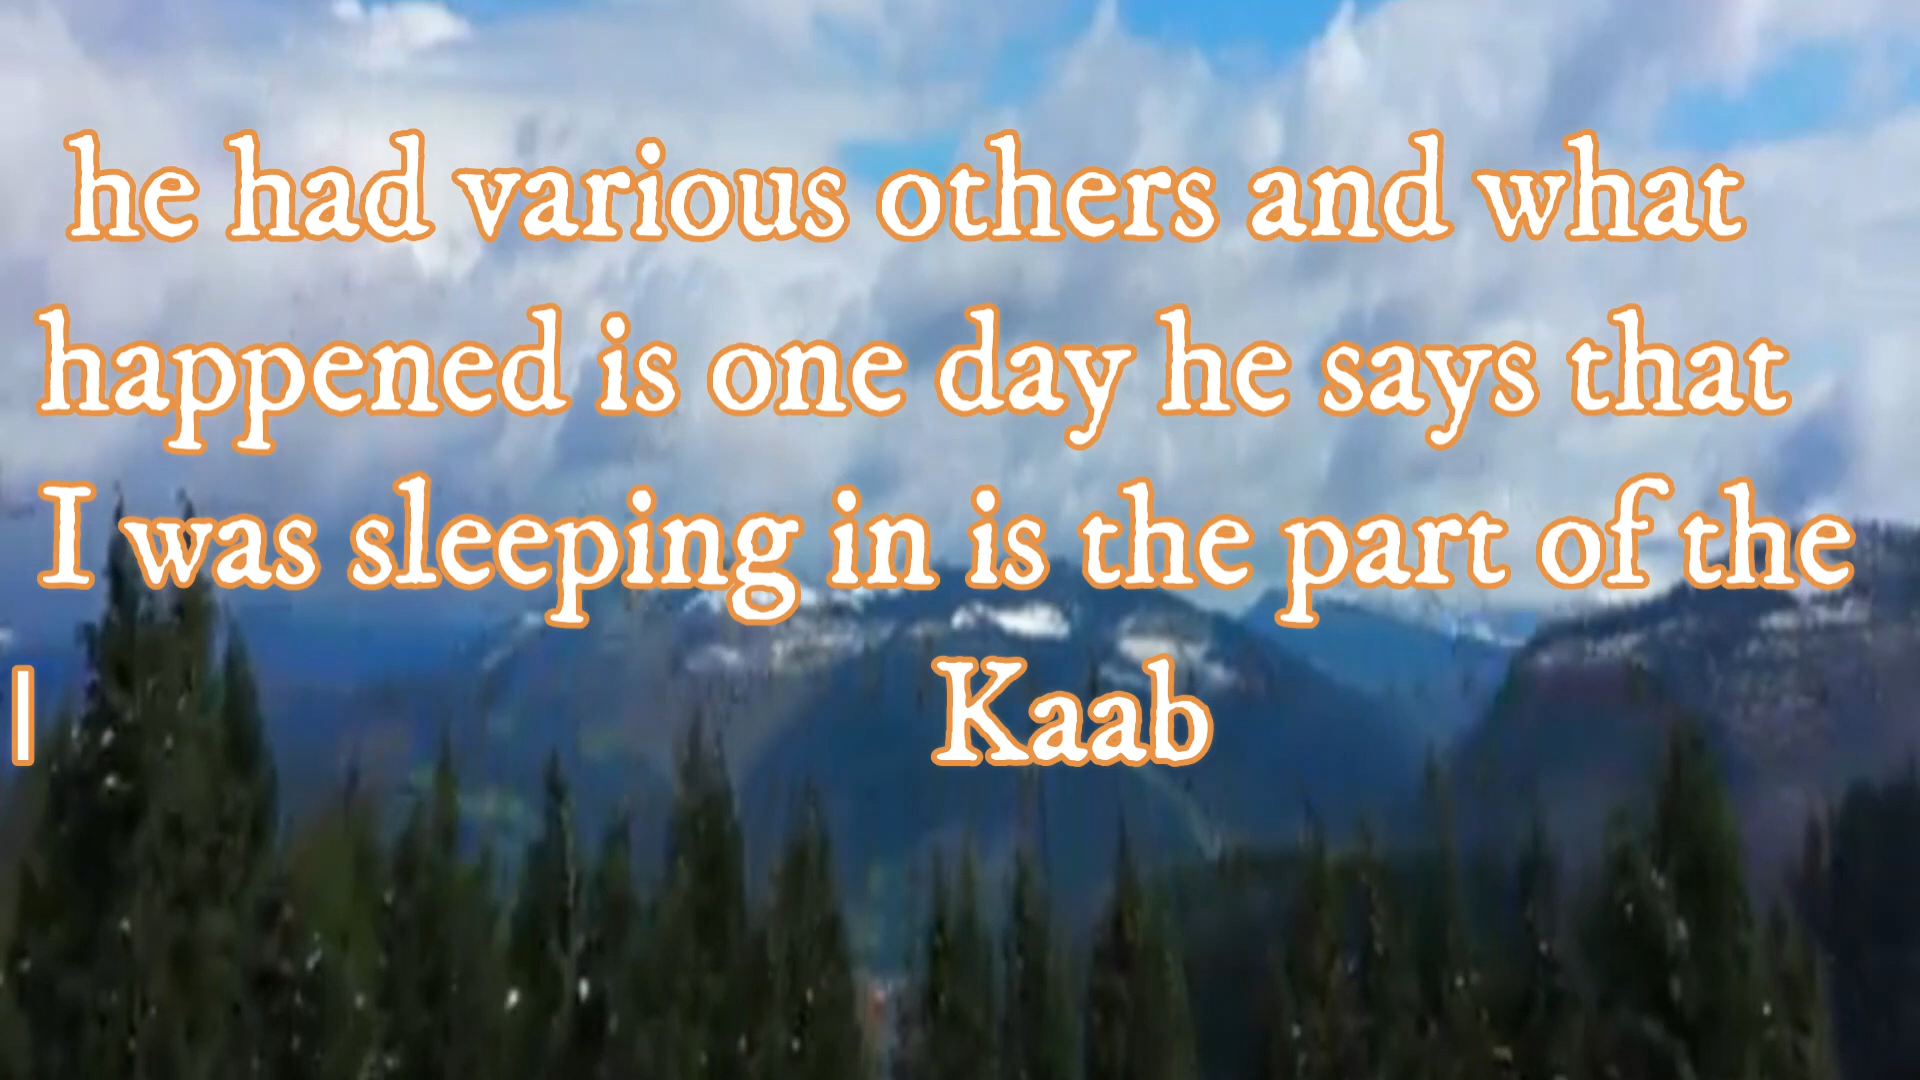 he had various others and what
happened is one day he says that
I was sleeping in is the part of the
| Kaab